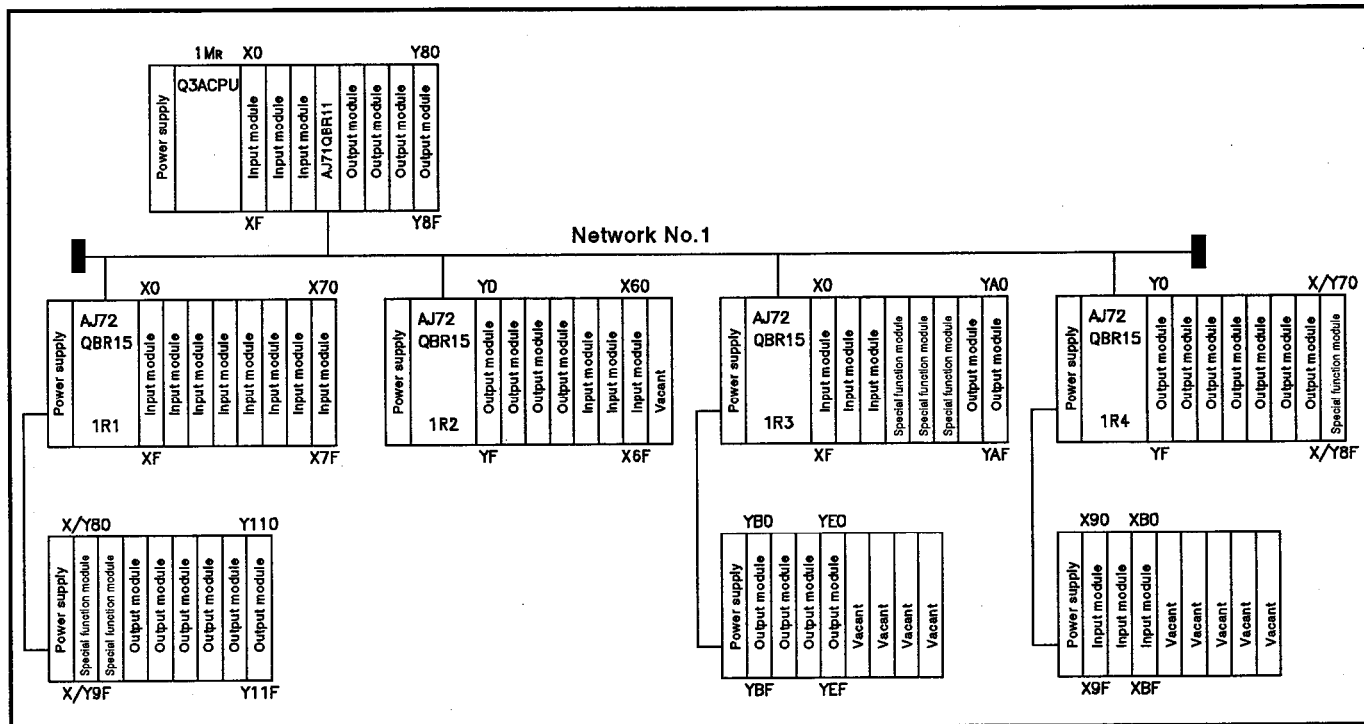 1MR X0 Y80
Power supply
Q3ACPU
Input module
Input module
Input module
AJ71QBR11
Output module
Output module
Output module
Output module
XF Y8F
Network No.1
X0 X70
Power supply
AJ72
QBR15
1R1
Input module
Input module
Input module
Input module
Input module
Input module
Input module
Input module
XF X7F
Y0 X60
Power supply
AJ72
QBR15
1R2
Output module
Output module
Output module
Output module
Input module
Input module
Input module
Vacant
YF X6F
X0 YA0
Power supply
AJ72
QBR15
1R3
Input module
Input module
Input module
Special function module
Special function module
Special function module
Output module
Output module
XF YAF
Y0 X/Y70
Power supply
AJ72
QBR15
1R4
Output module
Output module
Output module
Output module
Output module
Output module
Output module
Special function module
YF X/Y8F
X/Y80 Y110
Power supply
Special function module
Special function module
Output module
Output module
Output module
Output module
Output module
Output module
X/Y9F Y11F
YB0 YE0
Power supply
Output module
Output module
Output module
Output module
Vacant
Vacant
Vacant
Vacant
YBF YEF
X90 XB0
Power supply
Input module
Input module
Input module
Vacant
Vacant
Vacant
Vacant
Vacant
X9F XBF